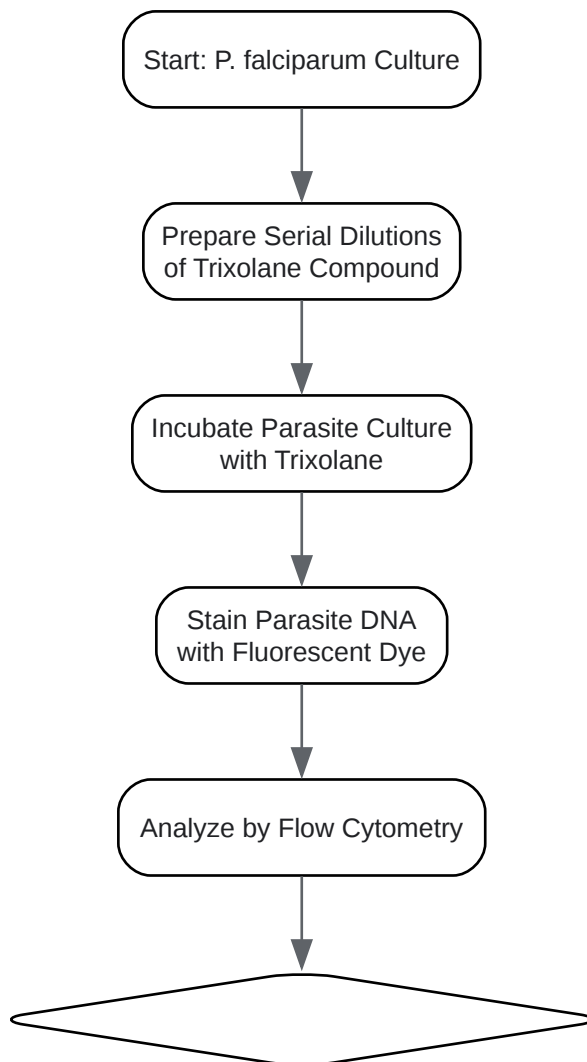 Start: P. falciparum Culture
Prepare Serial Dilutions
of Trixolane Compound
Incubate Parasite Culture
with Trixolane
Stain Parasite DNA
with Fluorescent Dye
Analyze by Flow Cytometry